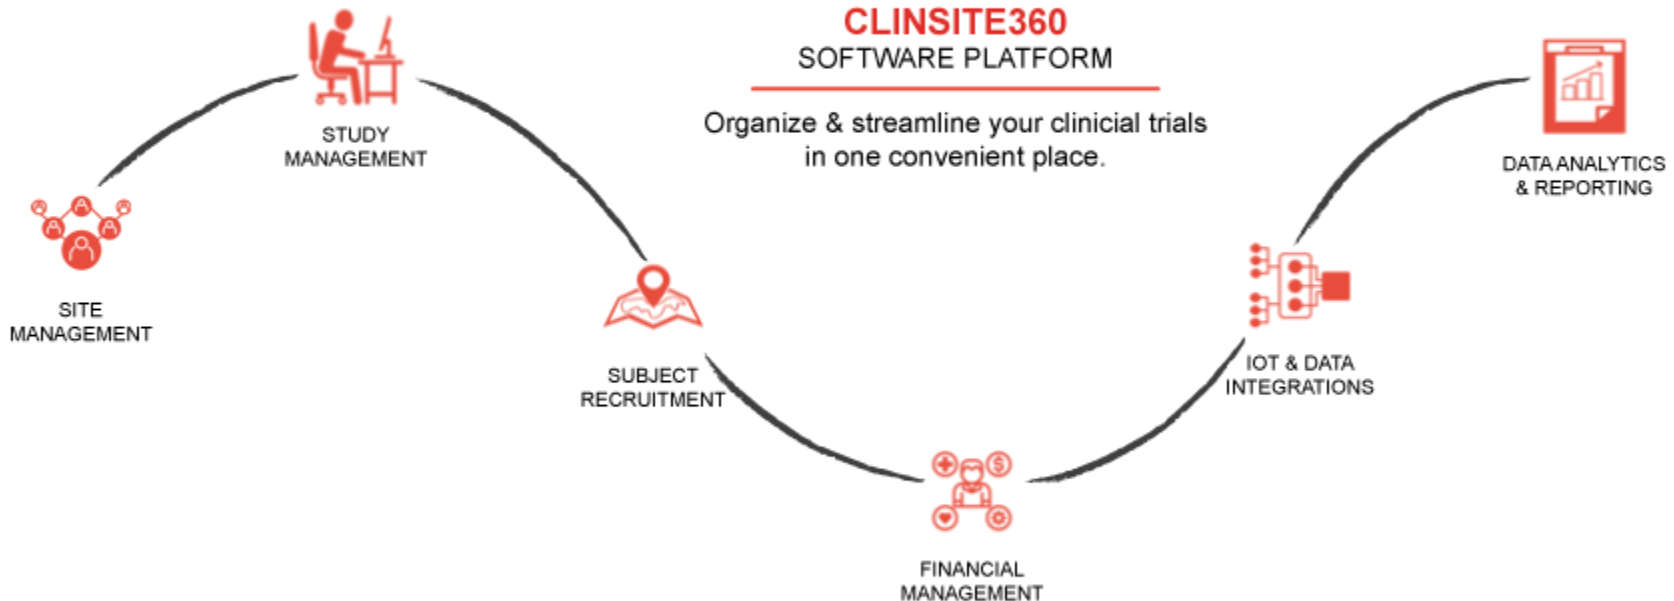 CLINSITE360
SOFTWARE PLATFORM
Organize & streamline your clinicial trials
in one convenient place.
SITE
MANAGEMENT
STUDY
MANAGEMENT
SUBJECT
RECRUITMENT
FINANCIAL
MANAGEMENT
IOT & DATA
INTEGRATIONS
DATA ANALYTICS
& REPORTING